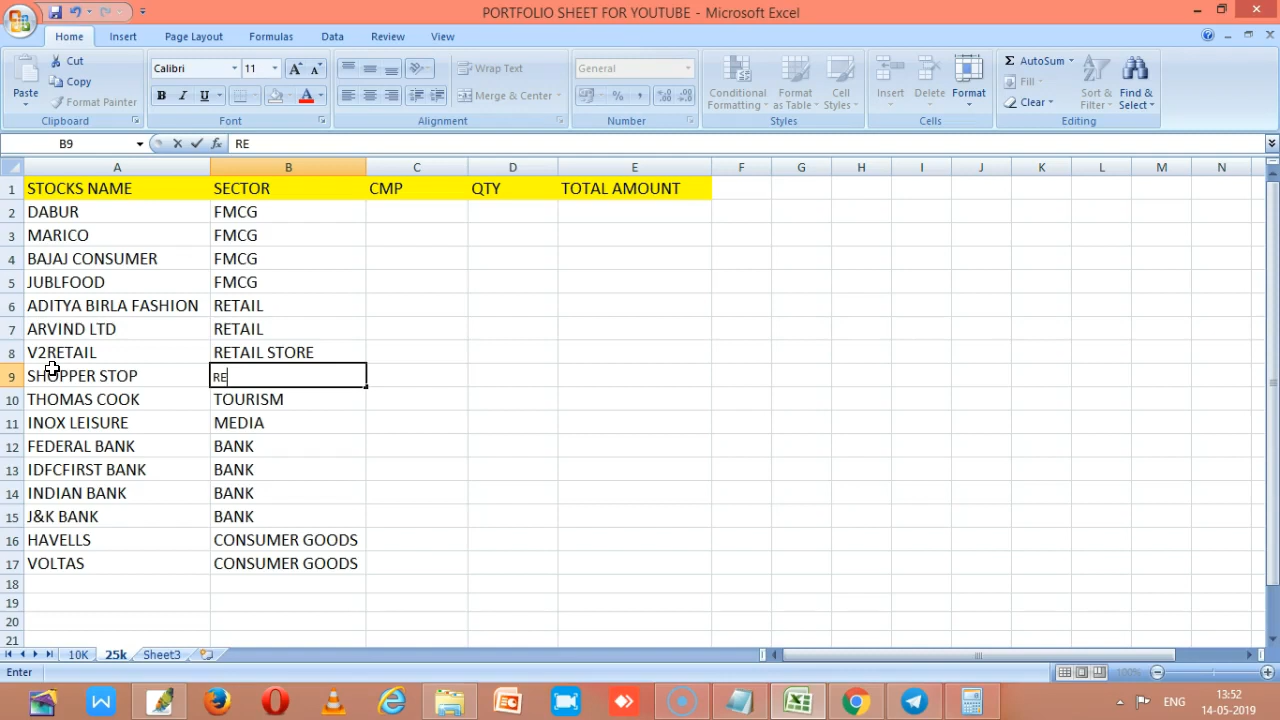 PORTFOLIO SHEET FOR YOUTUBE - Microsoft Excel
Home Insert Page Layout Formulas Data Review View
Paste Cut Copy Format Painter Clipboard
Calibri 11 A A B I U A Font
Wrap Text Merge & Center Alignment
General % , Number
Conditional Formatting Format as Table Cell Styles Styles
Insert Delete Format Cells
Σ AutoSum Fill Clear Sort & Filter Find & Select Editing
B9 fx RE
A B C D E F G H I J K L M N
1 STOCKS NAME SECTOR CMP QTY TOTAL AMOUNT
2 DABUR FMCG
3 MARICO FMCG
4 BAJAJ CONSUMER FMCG
5 JUBLFOOD FMCG
6 ADITYA BIRLA FASHION RETAIL
7 ARVIND LTD RETAIL
8 V2RETAIL RETAIL STORE
9 SHOPPER STOP RE
10 THOMAS COOK TOURISM
11 INOX LEISURE MEDIA
12 FEDERAL BANK BANK
13 IDFCFIRST BANK BANK
14 INDIAN BANK BANK
15 J&K BANK BANK
16 HAVELLS CONSUMER GOODS
17 VOLTAS CONSUMER GOODS
18
19
20
21
10K 25k Sheet3
Enter 100%
ENG 13:52
14-05-2019